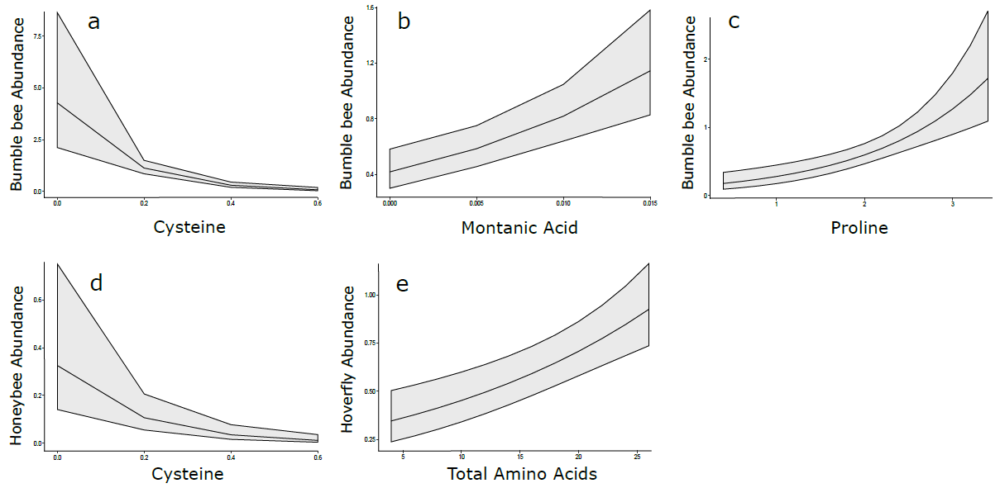 a
Bumble bee Abundance
7.5
5.0
2.5
0.0
0.0 0.2 0.4 0.6
Cysteine
b
Bumble bee Abundance
1.6
1.2
0.8
0.4
0.000 0.005 0.010 0.015
Montanic Acid
c
Bumble bee Abundance
2
1
0
1 2 3
Proline
d
Honeybee Abundance
0.6
0.4
0.2
0.0
0.0 0.2 0.4 0.6
Cysteine
e
Hoverfly Abundance
1.00
0.75
0.50
0.25
5 10 15 20 25
Total Amino Acids